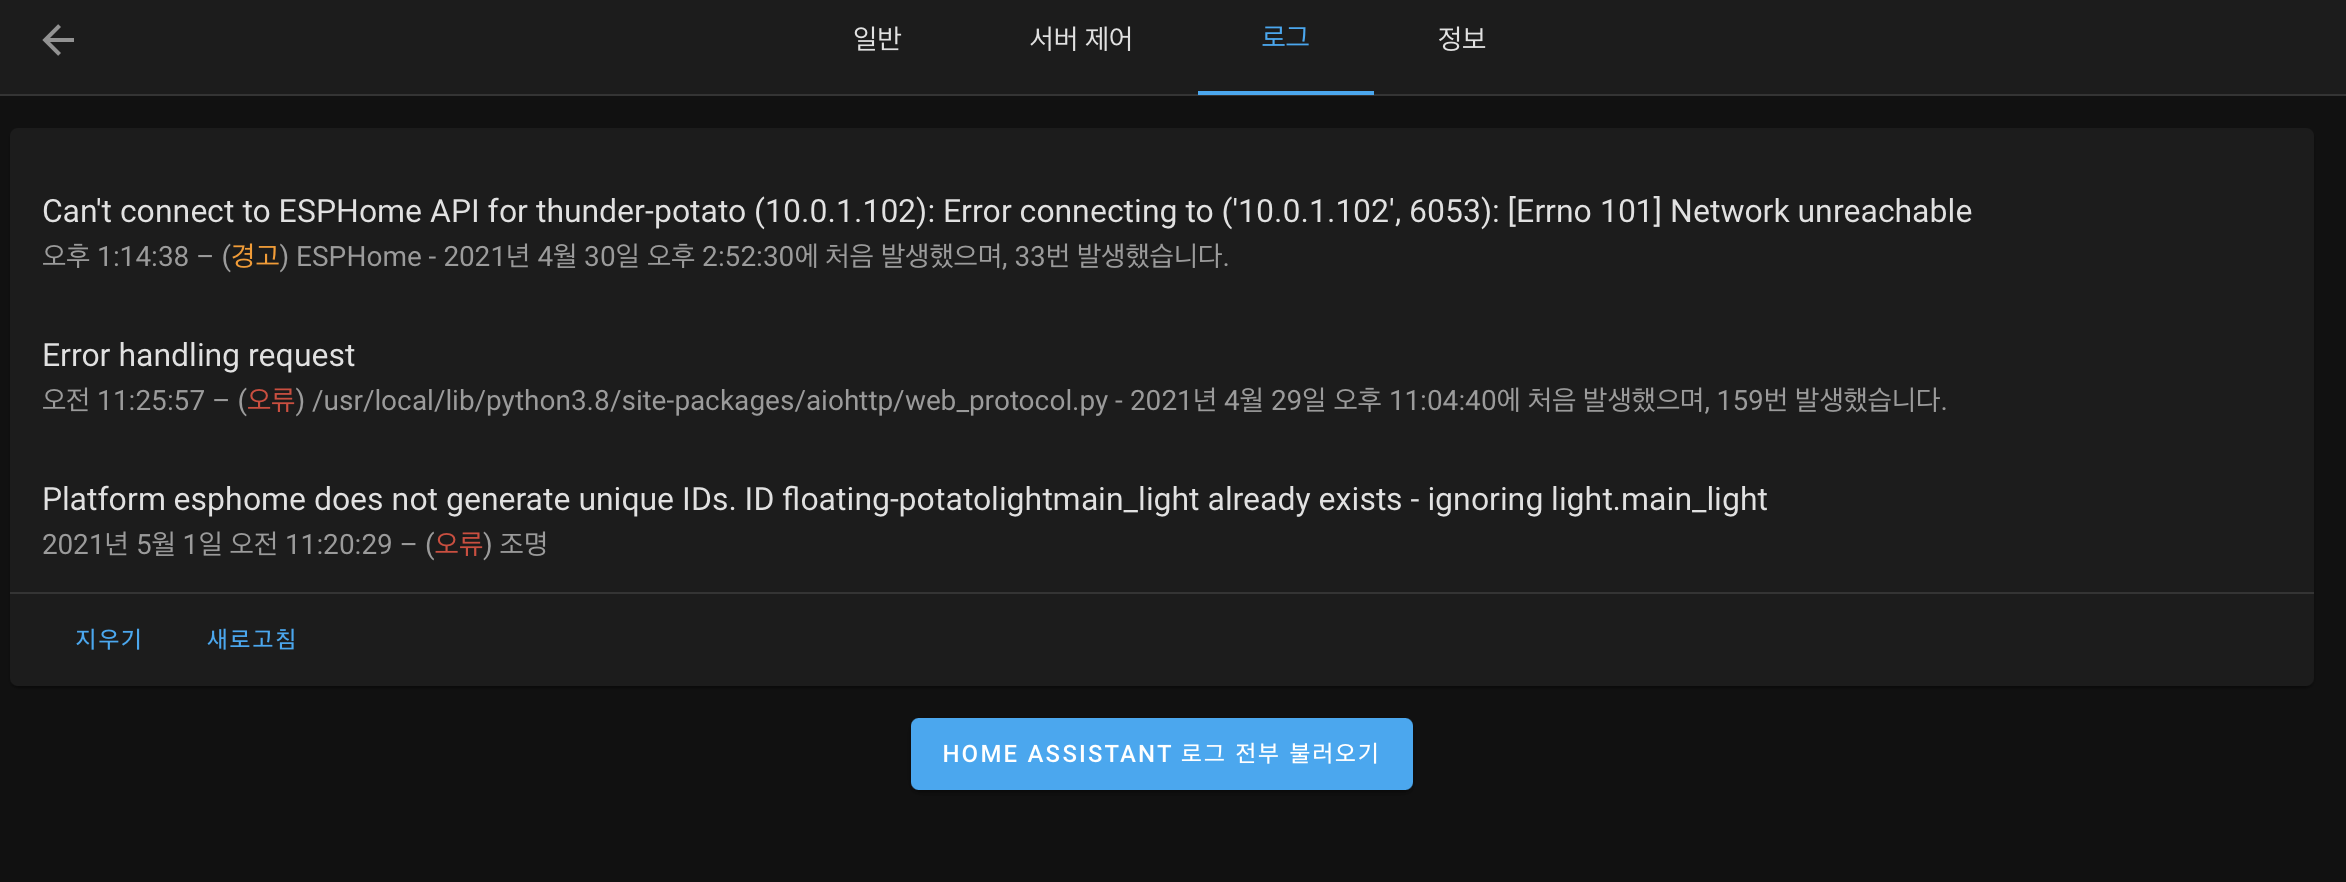 일반 서버 제어 로그 정보
Can't connect to ESPHome API for thunder-potato (10.0.1.102): Error connecting to ('10.0.1.102', 6053): [Errno 101] Network unreachable
오후 1:14:38 – (경고) ESPHome - 2021년 4월 30일 오후 2:52:30에 처음 발생했으며, 33번 발생했습니다.
Error handling request
오전 11:25:57 – (오류) /usr/local/lib/python3.8/site-packages/aiohttp/web_protocol.py - 2021년 4월 29일 오후 11:04:40에 처음 발생했으며, 159번 발생했습니다.
Platform esphome does not generate unique IDs. ID floating-potatolightmain_light already exists - ignoring light.main_light
2021년 5월 1일 오전 11:20:29 – (오류) 조명
지우기 새로고침
HOME ASSISTANT 로그 전부 불러오기